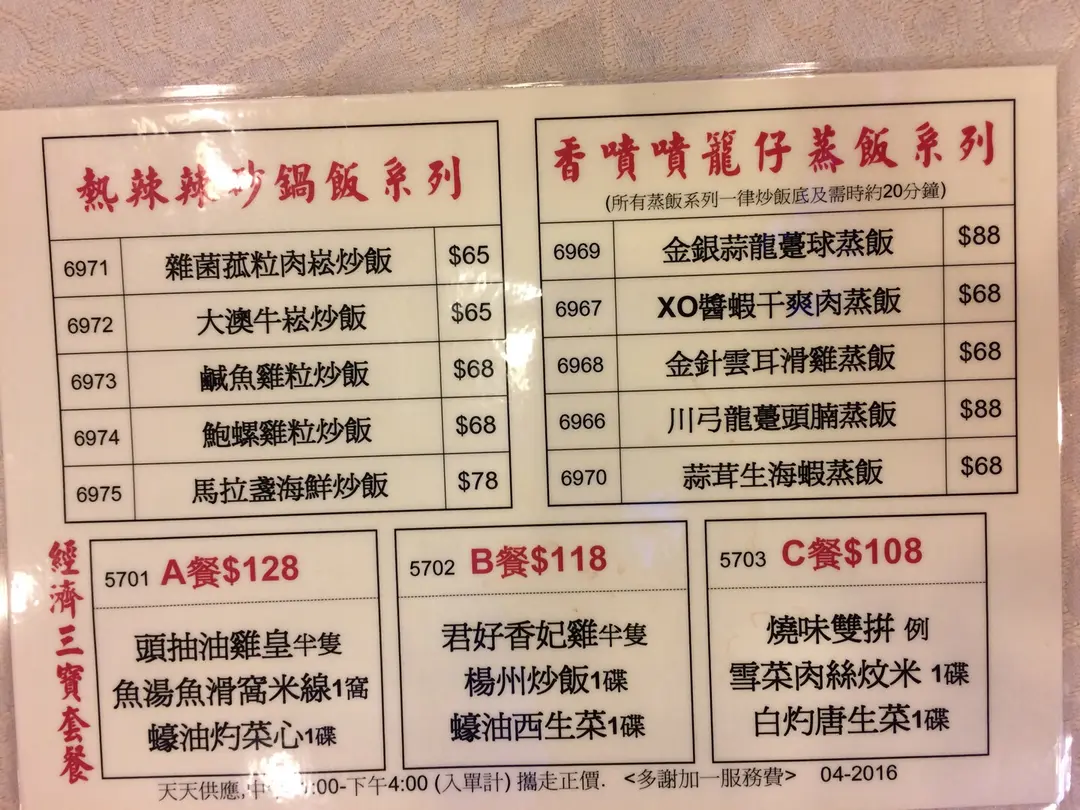 熱辣辣砂鍋飯系列
6971 雜菌菰粒肉崧炒飯 $65
6972 大澳牛崧炒飯 $65
6973 鹹魚雞粒炒飯 $68
6974 鮑螺雞粒炒飯 $68
6975 馬拉盞海鮮炒飯 $78
香噴噴籠仔蒸飯系列
(所有蒸飯系列一律炒飯底及需時約20分鐘)
6969 金銀蒜龍躉球蒸飯 $88
6967 XO醬蝦干爽肉蒸飯 $68
6968 金針雲耳滑雞蒸飯 $68
6966 川弓龍躉頭腩蒸飯 $88
6970 蒜茸生海蝦蒸飯 $68
經濟三寶套餐
5701 A餐$128
頭抽油雞皇半隻
魚湯魚滑窩米線1窩
蠔油灼菜心1碟
5702 B餐$118
君好香妃雞半隻
楊州炒飯1碟
蠔油西生菜1碟
5703 C餐$108
燒味雙拼 例
雪菜肉絲炆米 1碟
白灼唐生菜1碟
天天供應,中午 :00-下午4:00 (入單計) 攜走正價. <多謝加一服務費> 04-2016